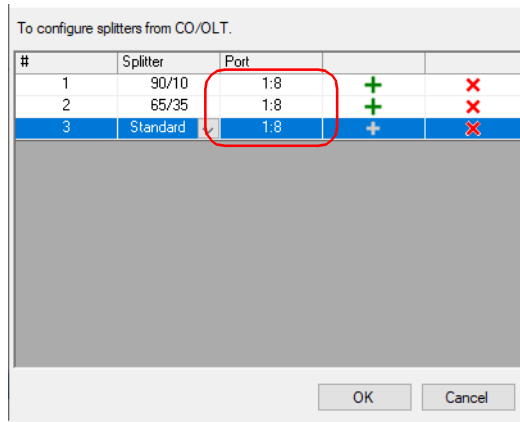 To configure splitters from CO/OLT.
# Splitter Port
1 90/10 1:8
2 65/35 1:8
3 Standard 1:8
OK Cancel